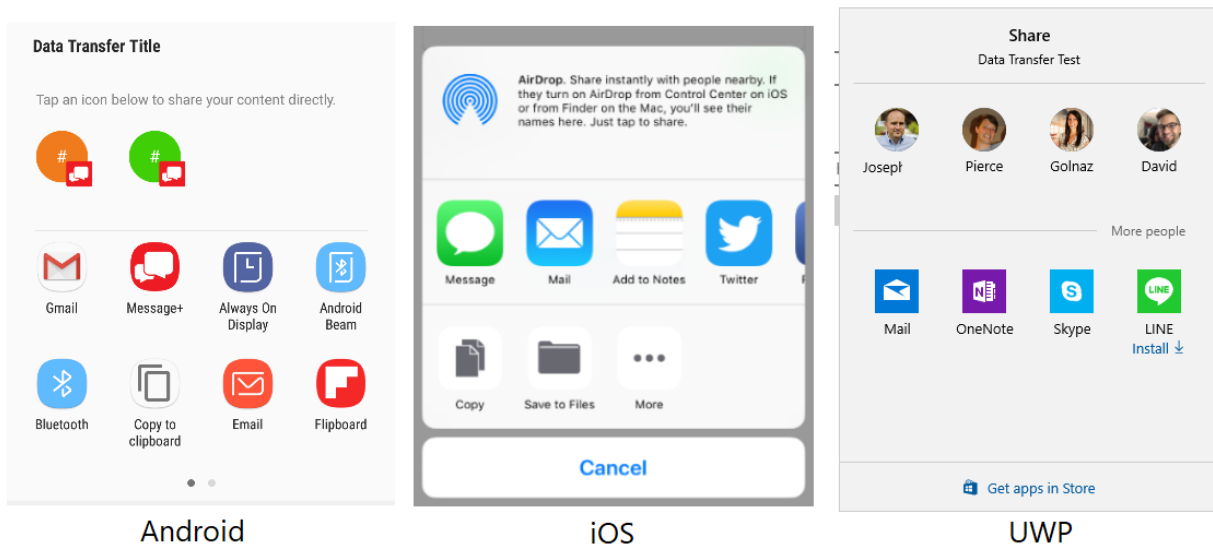 Data Transfer Title
Tap an icon below to share your content directly.
#
#
Gmail
Message+
Always On
Display
Android
Beam
Bluetooth
Copy to
clipboard
Email
Flipboard
Android
AirDrop. Share instantly with people nearby. If
they turn on AirDrop from Control Center on iOS
or from Finder on the Mac, you'll see their
names here. Just tap to share.
Message
Mail
Add to Notes
Twitter
Copy
Save to Files
More
Cancel
iOS
Share
Data Transfer Test
Joseph
Pierce
Golnaz
David
More people
Mail
OneNote
N
Skype
S
LINE
LINE
Install
Get apps in Store
UWP